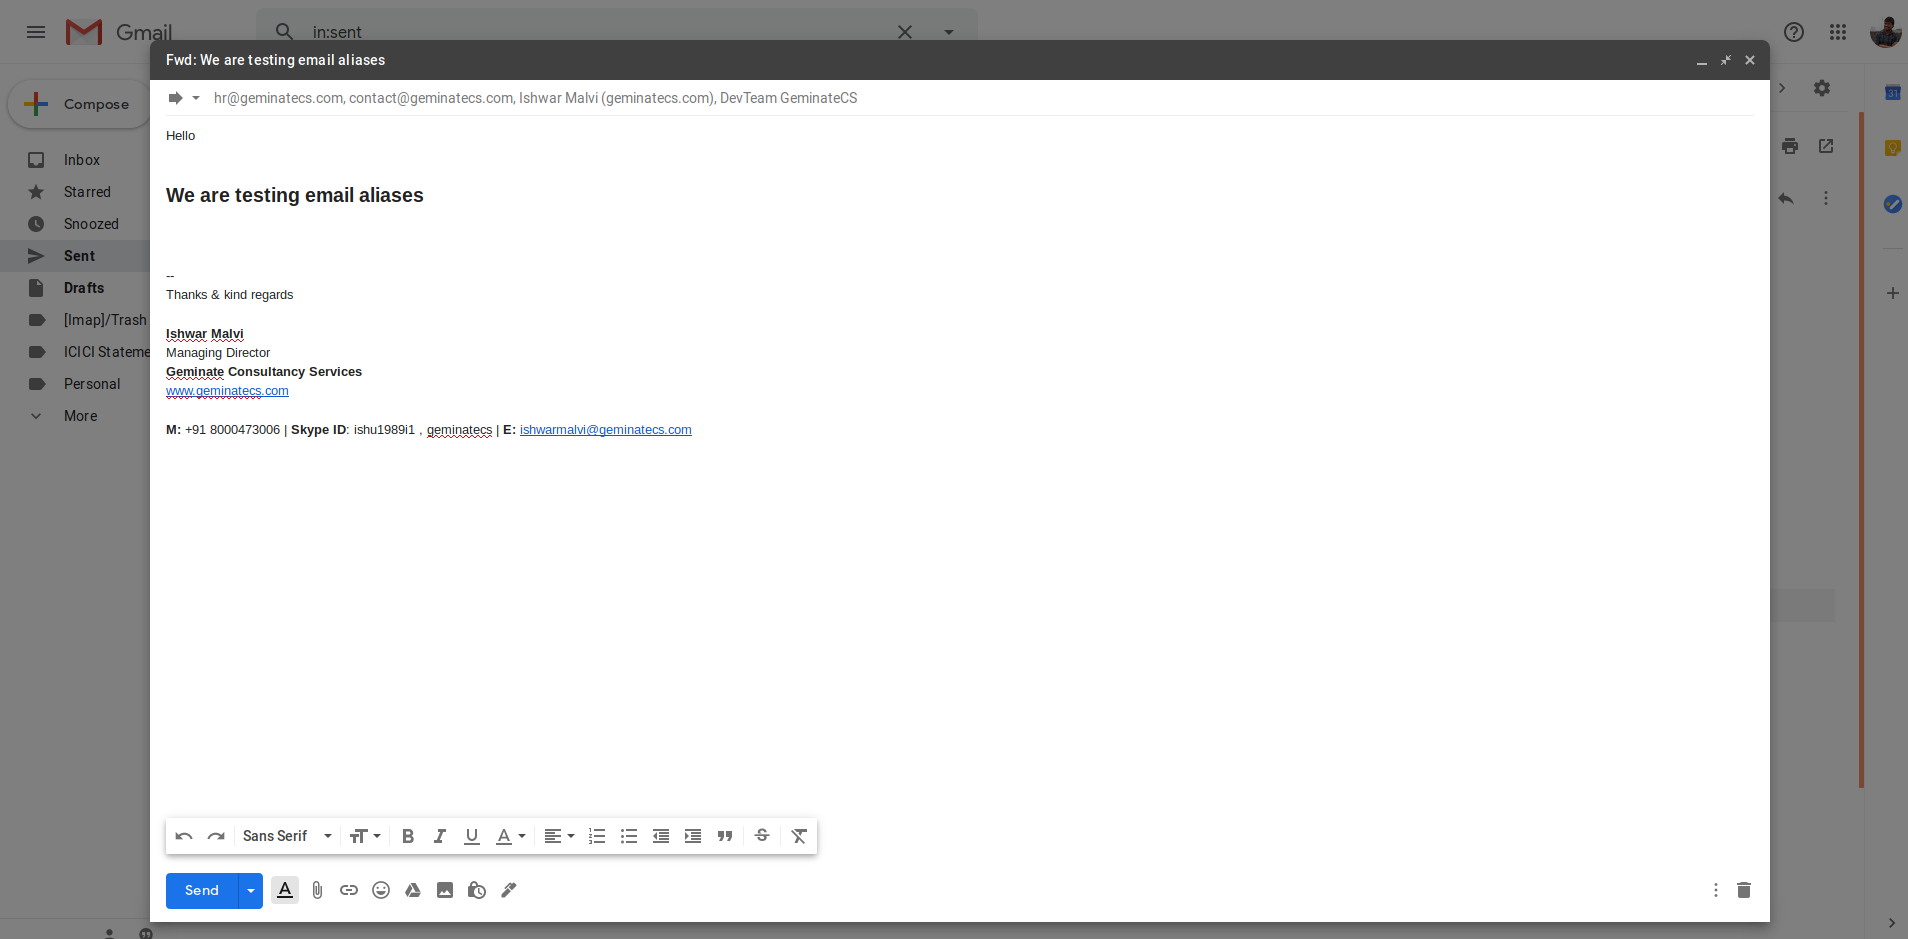 Gmail
in:sent
Fwd: We are testing email aliases
Compose
hr@geminatecs.com, contact@geminatecs.com, Ishwar Malvi (geminatecs.com), DevTeam GeminateCS
31
Hello
Inbox
Starred
We are testing email aliases
Snoozed
Sent
--
Drafts
Thanks & kind regards
[Imap]/Trash
Ishwar Malvi
ICICI Stateme
Managing Director
Geminate Consultancy Services
Personal
www.geminatecs.com
More
M: +91 8000473006 | Skype ID: ishu1989i1 , geminatecs | E: ishwarmalvi@geminatecs.com
Sans Serif
Send